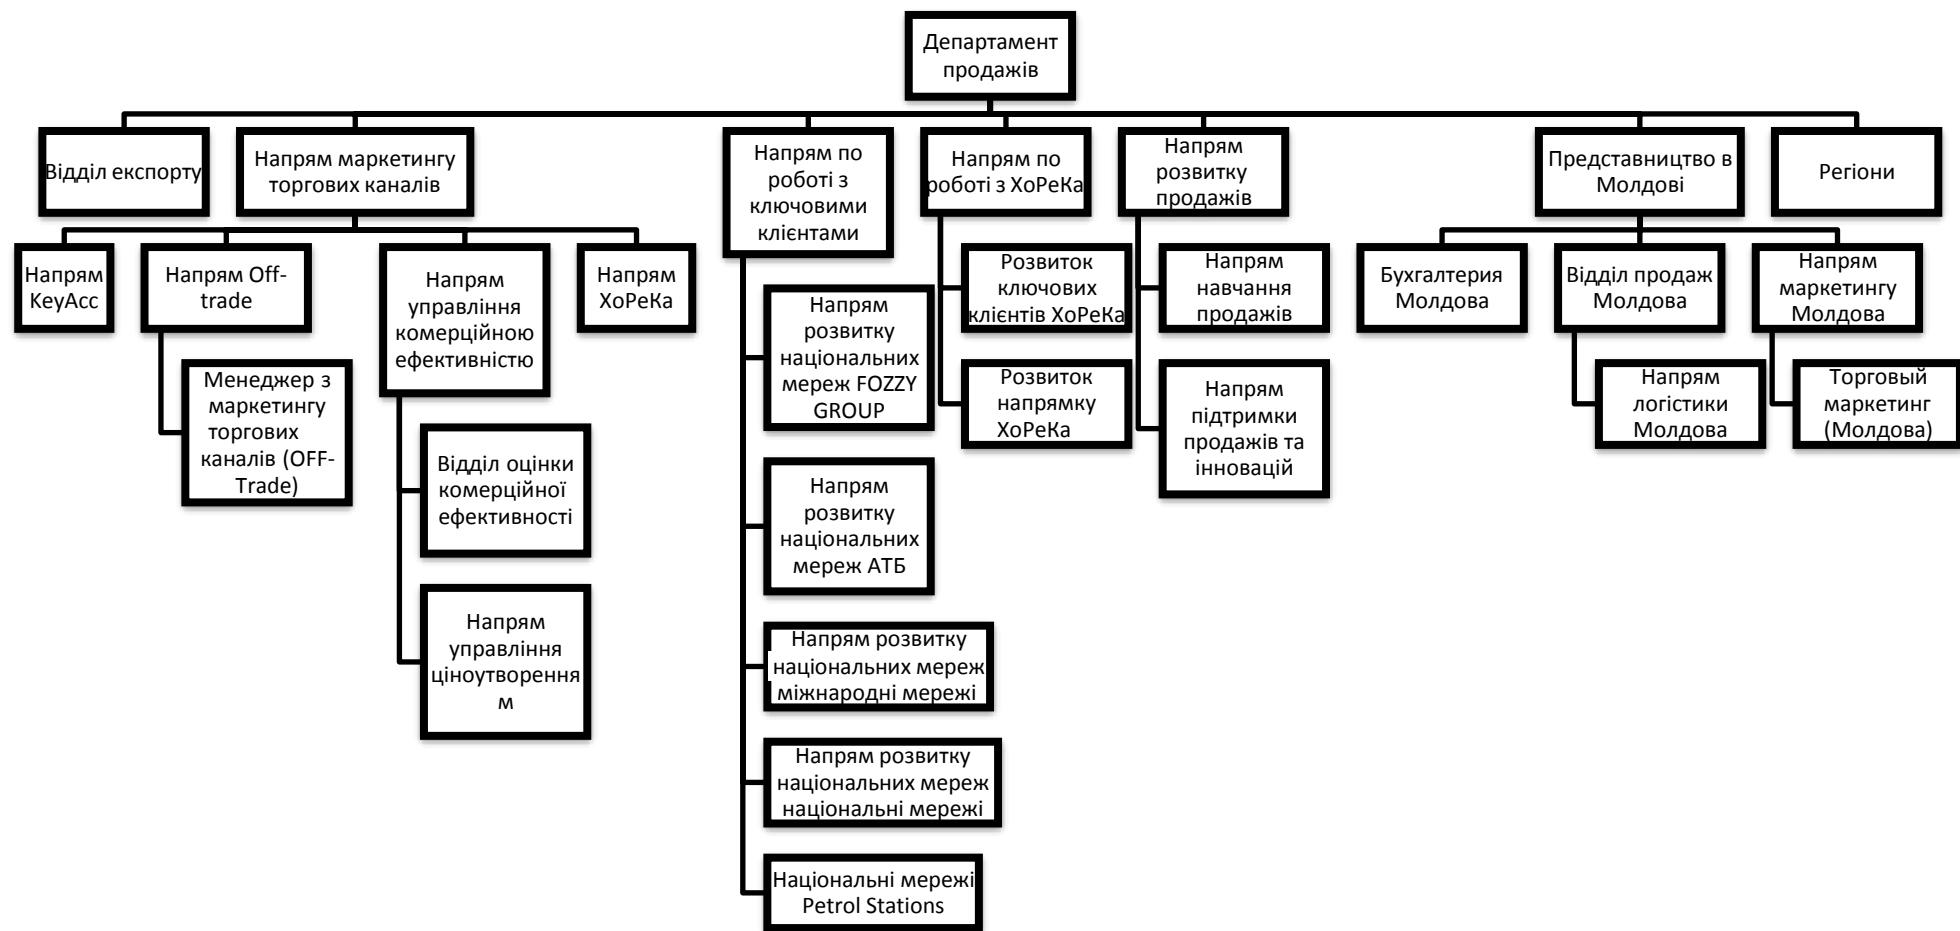 Департамент
продажів
Відділ експорту
Напрям маркетингу
торгових каналів
Напрям по
роботі з
ключовими
клієнтами
Напрям по
роботі з ХоРеКа
Напрям
розвитку
продажів
Представництво в
Молдові
Регіони
Напрям
KeyAcc
Напрям Off-
trade
Напрям
управління
комерційною
ефективністю
Напрям
ХоРеКа
Менеджер з
маркетингу
торгових
каналів (OFF-
Trade)
Відділ оцінки
комерційної
ефективності
Напрям
управління
ціноутворення
м
Напрям
розвитку
національних
мереж FOZZY
GROUP
Напрям
розвитку
національних
мереж АТБ
Напрям розвитку
національних мереж
міжнародні мережі
Напрям розвитку
національних мереж
національні мережі
Національні мережі
Petrol Stations
Розвиток
ключових
клієнтів ХоРеКа
Розвиток
напрямку
ХоРеКа
Напрям
навчання
продажів
Напрям
підтримки
продажів та
інновацій
Бухгалтерия
Молдова
Відділ продаж
Молдова
Напрям
маркетингу
Молдова
Напрям
логістики
Молдова
Торговый
маркетинг
(Молдова)